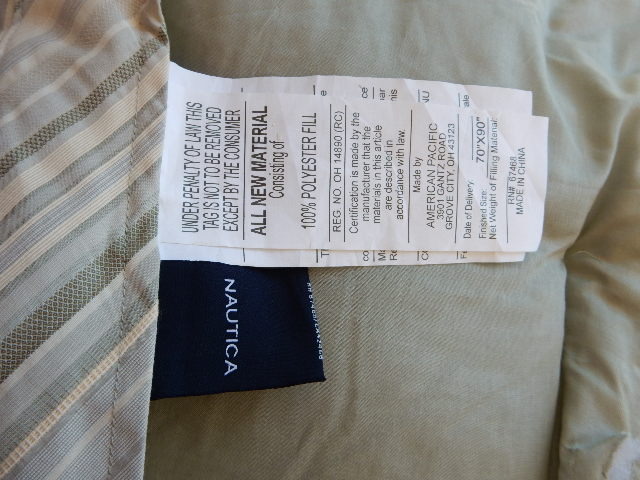 UNDER PENALTY OF LAW THIS
TAG IS NOT TO BE REMOVED
EXCEPT BY THE CONSUMER
ALL NEW MATERIAL
Consisting of
100% POLYESTER FILL
REG. NO. OH 14890 (RC)
Certification is made by the
manufacturer that the
materials in this article
are described in
accordance with law.
Made by
AMERICAN PACIFIC
3901 GANTZ ROAD
GROVE CITY, OH 43123
Date of Delivery:
Finished Size: 70"X90"
Net Weight of Filling Material:
RN# 67468
MADE IN CHINA
NAUTICA